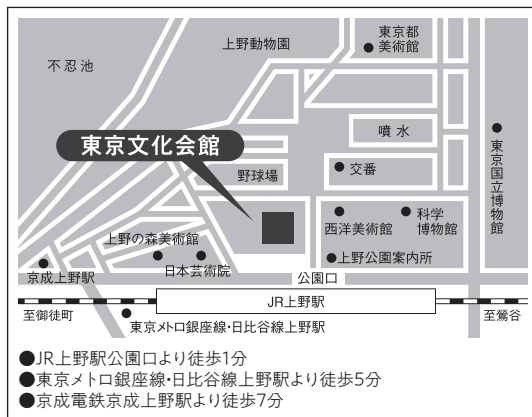 東京都
美術館
上野動物園
不忍池
噴水
東京文化会館
東京国立博物館
交番
野球場
西洋美術館
科学
博物館
上野の森美術館
日本芸術院
上野公園案内所
京成上野駅
公園口
JR上野駅
至御徒町
至鶯谷
東京メトロ銀座線・日比谷線上野駅
●JR上野駅公園口より徒歩1分
●東京メトロ銀座線・日比谷線上野駅より徒歩5分
●京成電鉄京成上野駅より徒歩7分